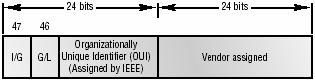 24 bits 24 bits
47 46
I/G G/L Organizationally Unique Identifier (OUI) (Assigned by IEEE) Vendor assigned